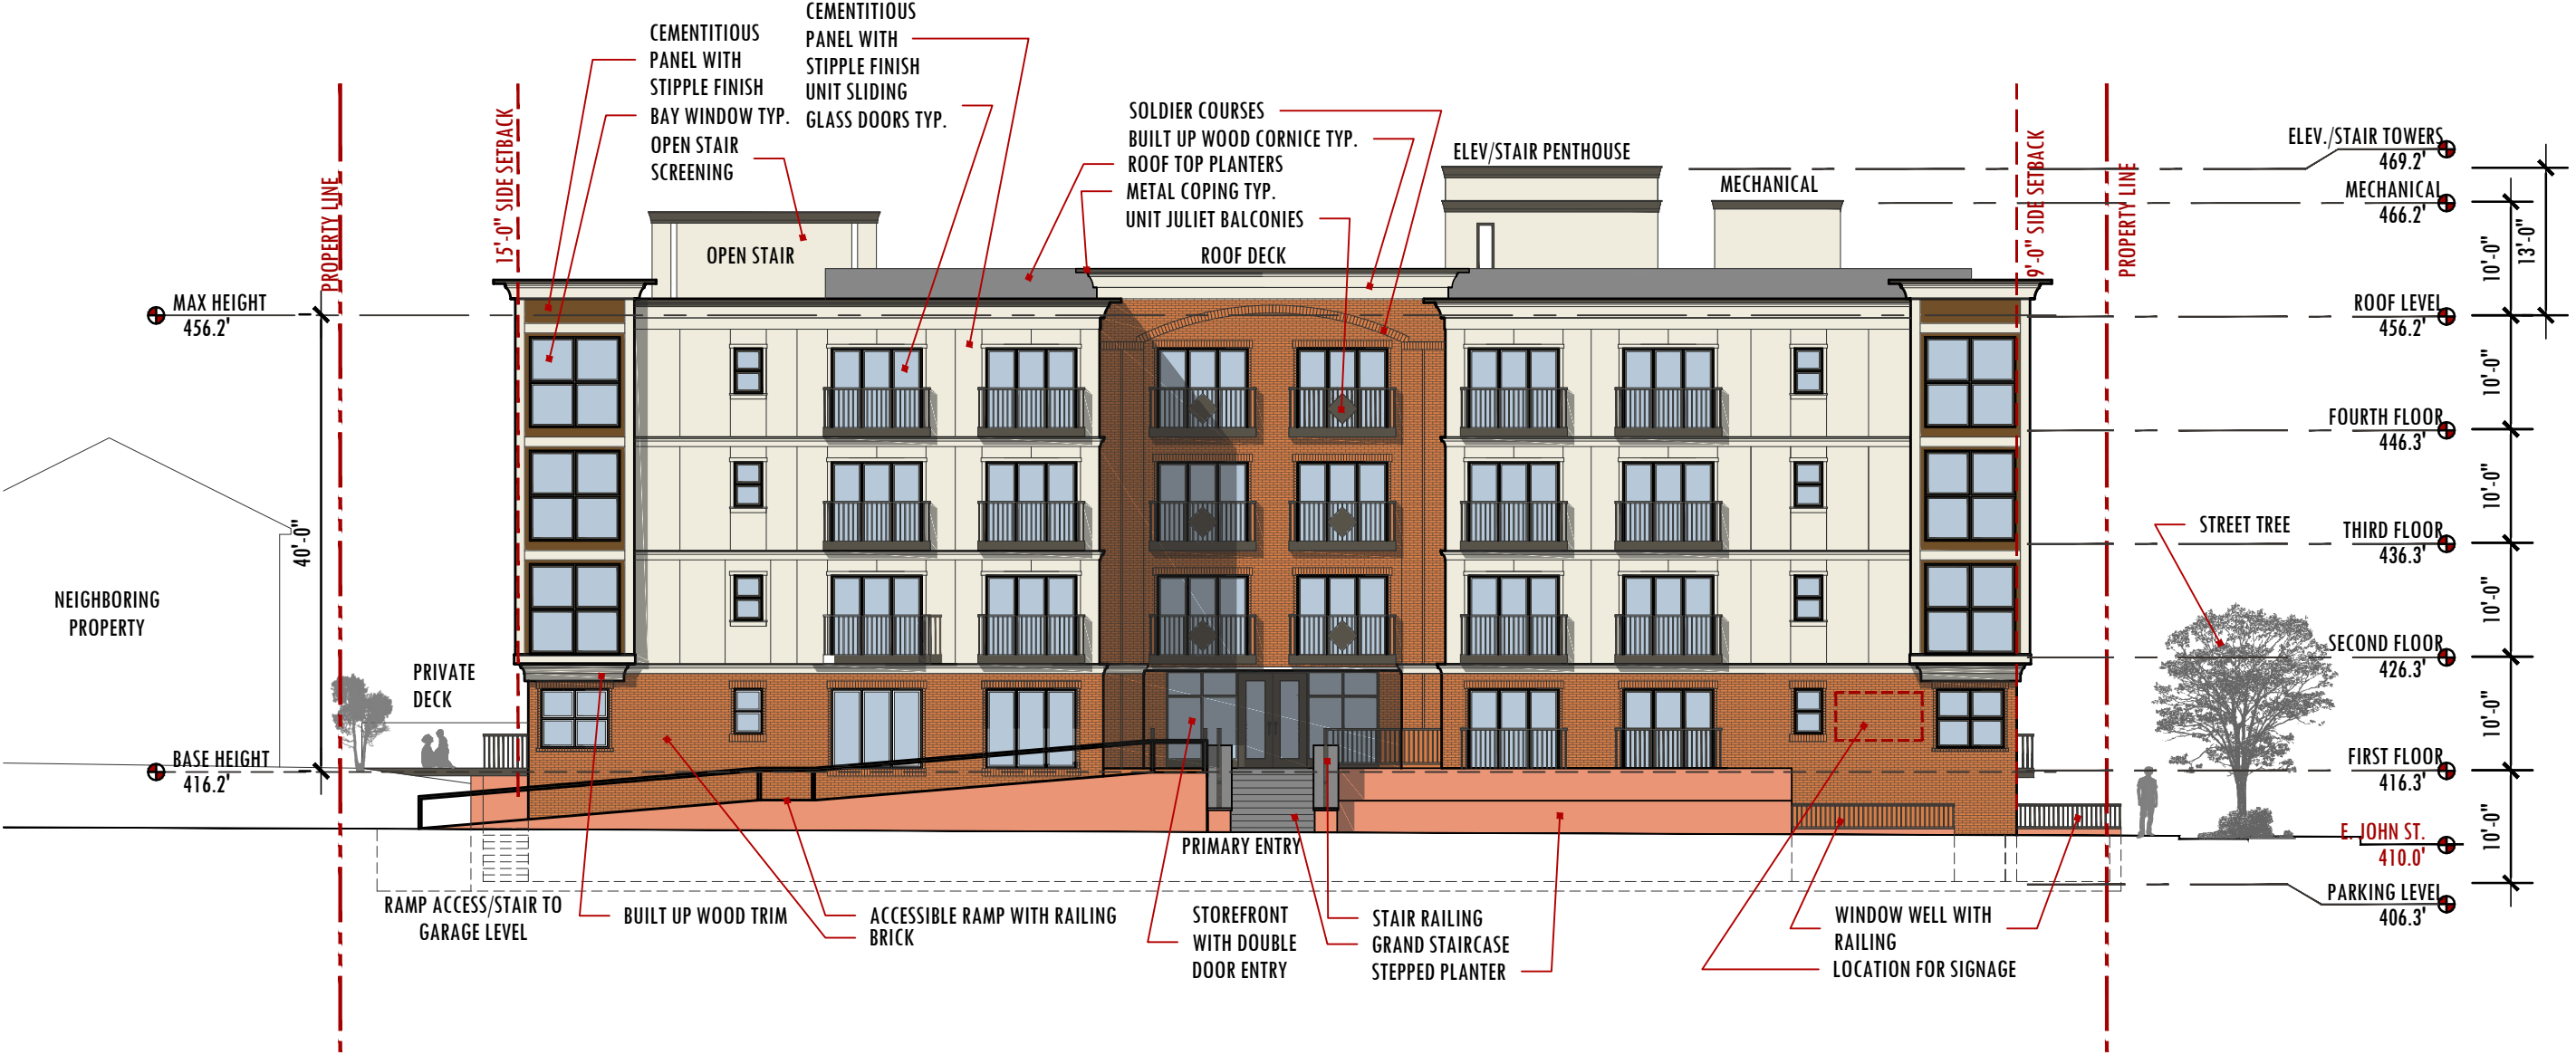 CEMENTITIOUS
PANEL WITH
STIPPLE FINISH
BAY WINDOW TYP.
OPEN STAIR
SCREENING
CEMENTITIOUS
PANEL WITH
STIPPLE FINISH
UNIT SLIDING
GLASS DOORS TYP.
SOLDIER COURSES
BUILT UP WOOD CORNICE TYP.
ROOF TOP PLANTERS
METAL COPING TYP.
UNIT JULIET BALCONIES
ROOF DECK
ELEV/STAIR PENTHOUSE
MECHANICAL
OPEN STAIR
PROPERTY LINE
15'-0" SIDE SETBACK
9'-0" SIDE SETBACK
PROPERTY LINE
ELEV./STAIR TOWERS
469.2'
MECHANICAL
466.2'
ROOF LEVEL
456.2'
FOURTH FLOOR
446.3'
THIRD FLOOR
436.3'
SECOND FLOOR
426.3'
FIRST FLOOR
416.3'
E. JOHN ST.
410.0'
PARKING LEVEL
406.3'
10'-0"
13'-0"
10'-0"
10'-0"
10'-0"
10'-0"
10'-0"
STREET TREE
MAX HEIGHT
456.2'
40'-0"
NEIGHBORING
PROPERTY
PRIVATE
DECK
BASE HEIGHT
416.2'
PRIMARY ENTRY
RAMP ACCESS/STAIR TO
GARAGE LEVEL
BUILT UP WOOD TRIM
ACCESSIBLE RAMP WITH RAILING
BRICK
STOREFRONT
WITH DOUBLE
DOOR ENTRY
STAIR RAILING
GRAND STAIRCASE
STEPPED PLANTER
WINDOW WELL WITH
RAILING
LOCATION FOR SIGNAGE